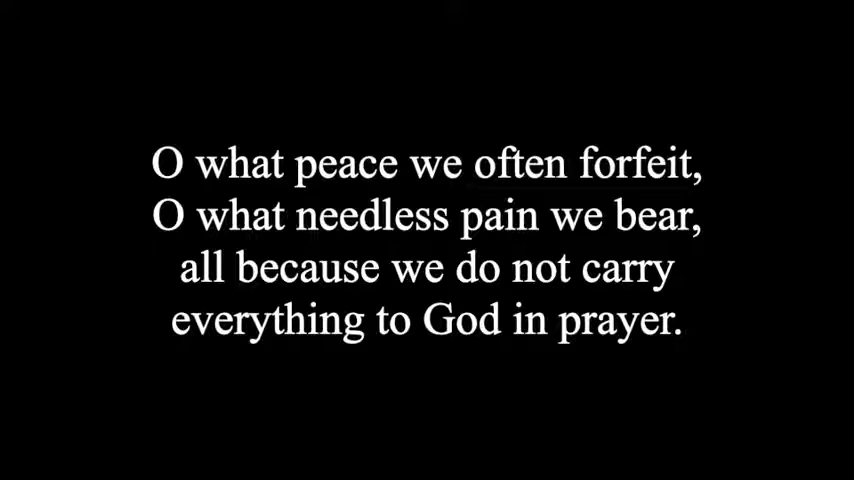 O what peace we often forfeit,
O what needless pain we bear,
all because we do not carry
everything to God in prayer.